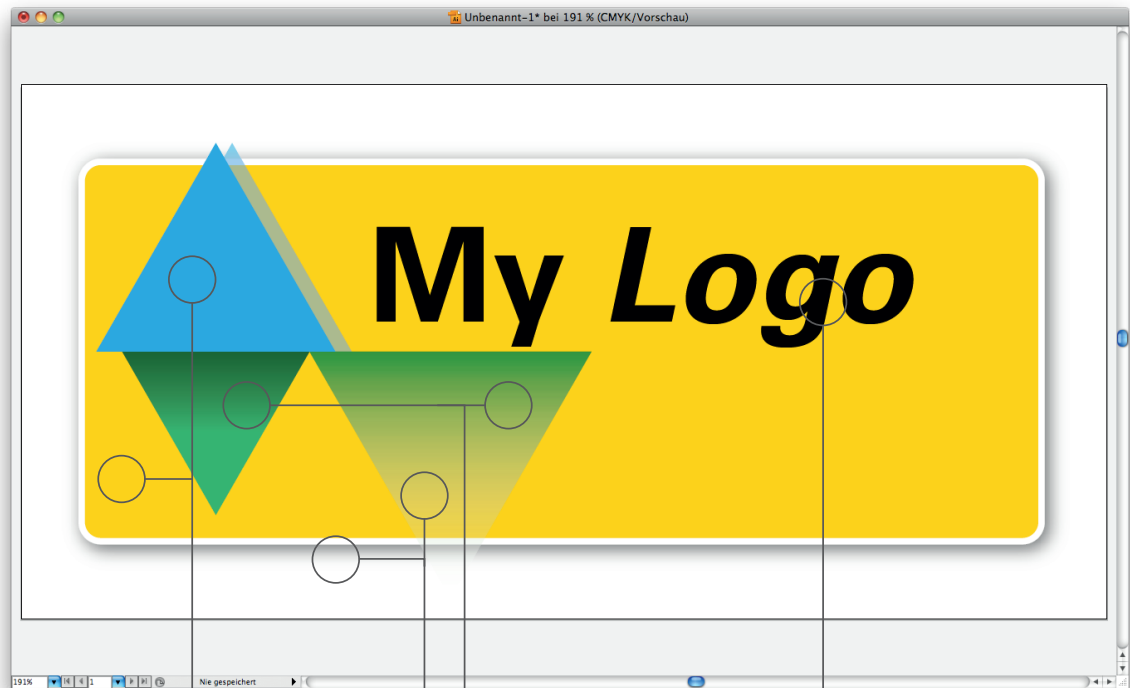 Unbenannt-1* bei 191 % (CMYK/Vorschau)
My Logo
191%
1
Nie gespeichert